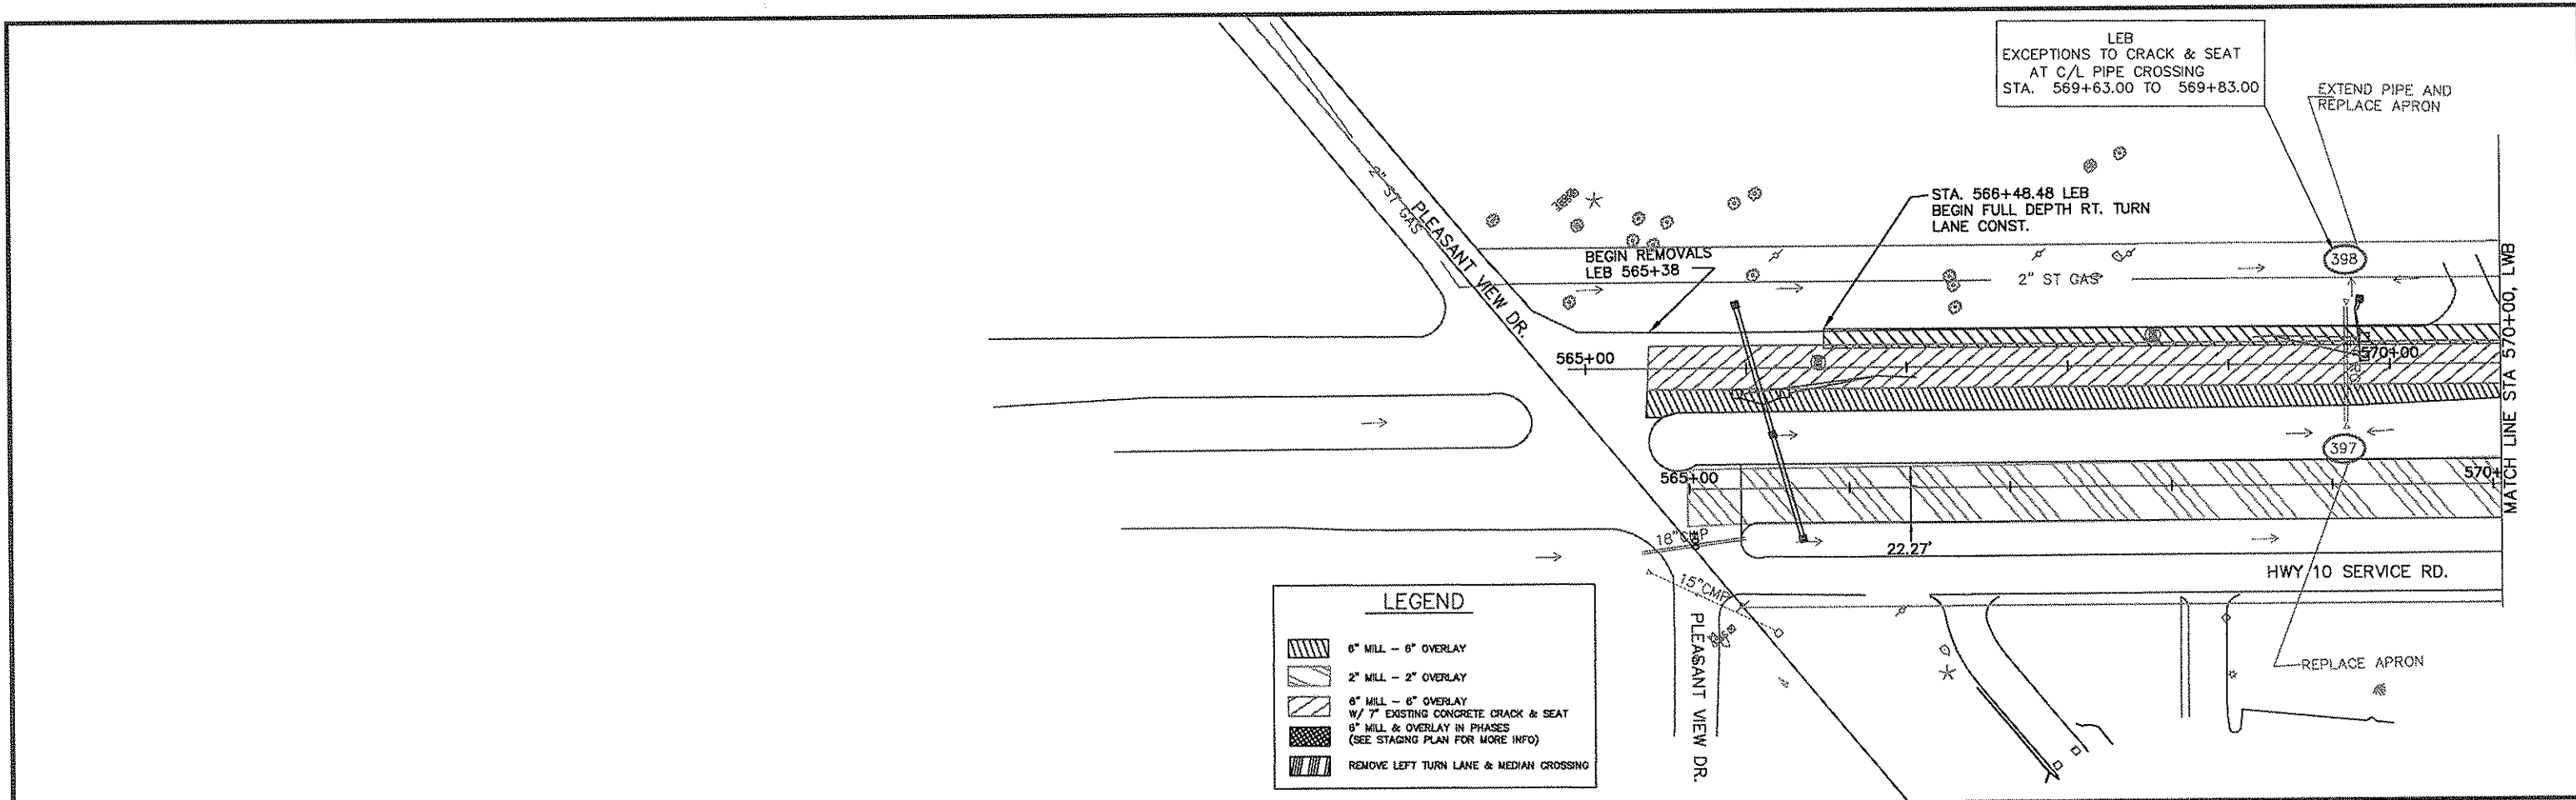 LEB
EXCEPTIONS TO CRACK & SEAT
AT C/L PIPE CROSSING
STA. 569+63.00 TO 569+83.00
EXTEND PIPE AND
REPLACE APRON
STA. 566+48.48 LEB
BEGIN FULL DEPTH RT. TURN
LANE CONST.
2" ST GAS
PLEASANT VIEW DR.
BEGIN REMOVALS
LEB 565+38
2" ST GAS
398
565+00
570+00
MATCH LINE STA 570+00, LWB
397
565+00
570+
18"
22.27'
15"CMP
HWY 10 SERVICE RD.
PLEASANT VIEW DR.
REPLACE APRON
LEGEND
6" MILL - 6" OVERLAY
2" MILL - 2" OVERLAY
6" MILL - 6" OVERLAY
W/ 7" EXISTING CONCRETE CRACK & SEAT
6" MILL & OVERLAY IN PHASES
(SEE STAGING PLAN FOR MORE INFO)
REMOVE LEFT TURN LANE & MEDIAN CROSSING